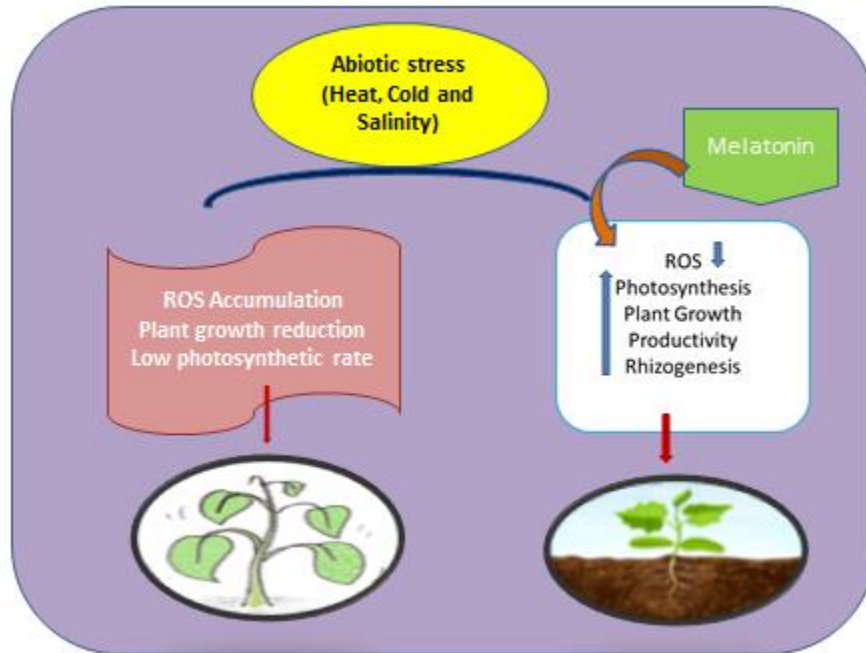 Abiotic stress
(Heat, Cold and
Salinity)
Melatonin
ROS Accumulation
Plant growth reduction
Low photosynthetic rate
ROS
Photosynthesis
Plant Growth
Productivity
Rhizogenesis